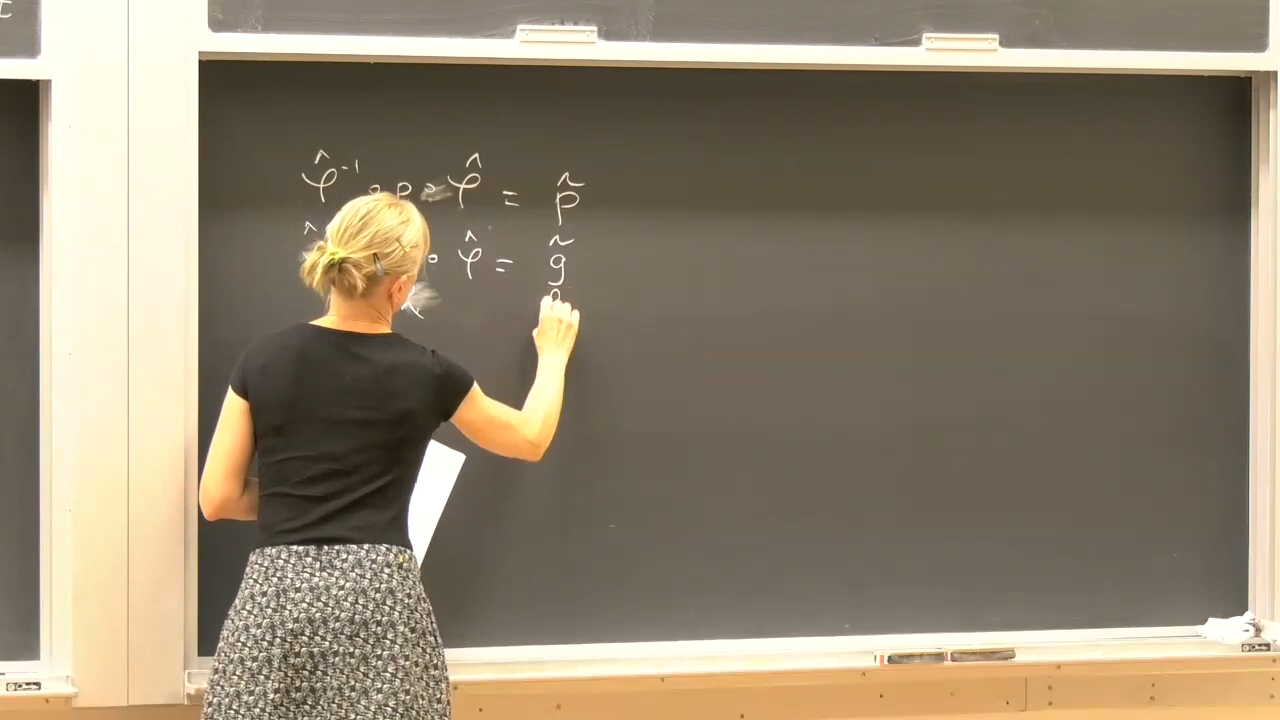 φ̂⁻¹ ∘ p ∘ φ̂ = p̃
∘ φ̂ = g̃